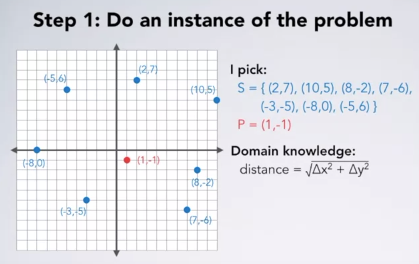 Step 1: Do an instance of the problem
(-5,6)
(2,7)
(10,5)
(-8,0)
(1,-1)
(8,-2)
(-3,-5)
(7,-6)
I pick:
S = { (2,7), (10,5), (8,-2), (7,-6),
(-3,-5), (-8,0), (-5,6) }
P = (1,-1)
Domain knowledge:
distance = √Δx² + Δy²